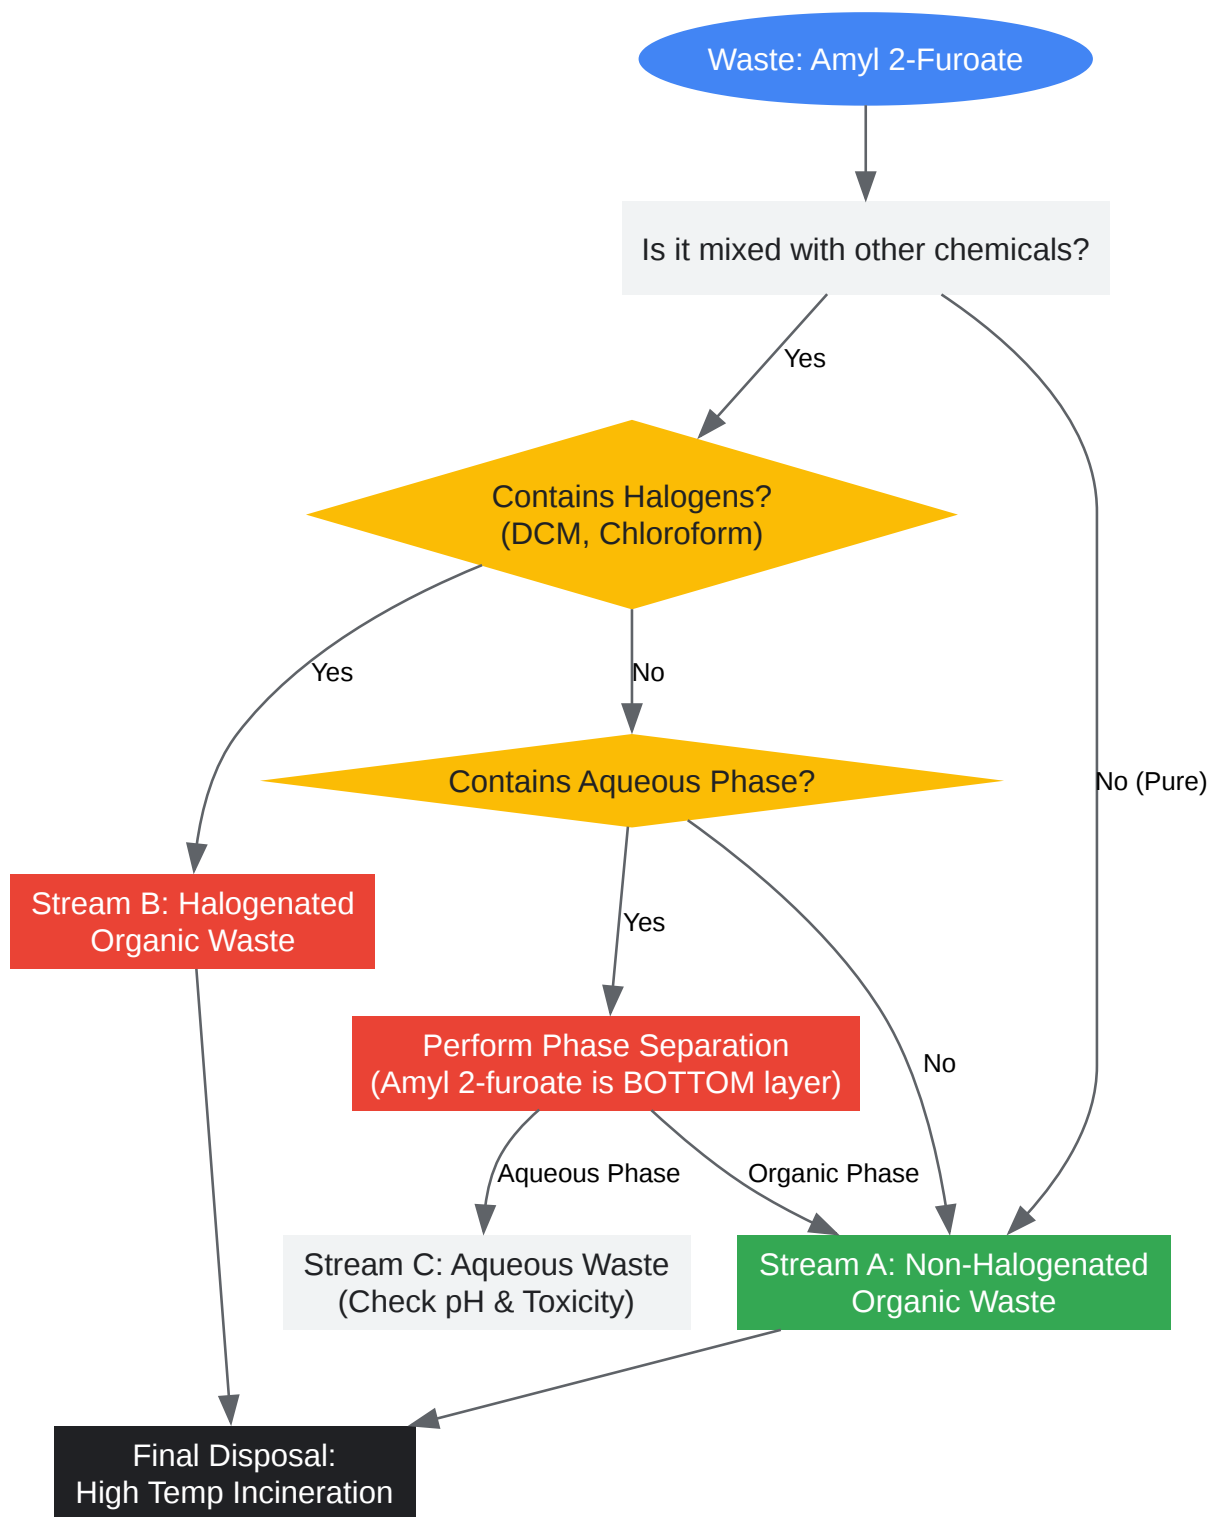 Waste: Amyl 2-Furoate
Is it mixed with other chemicals?
Yes
Contains Halogens?
(DCM, Chloroform)
Yes
No
Contains Aqueous Phase?
No (Pure)
Stream B: Halogenated
Organic Waste
Yes
Perform Phase Separation
(Amyl 2-furoate is BOTTOM layer)
No
Aqueous Phase
Organic Phase
Stream C: Aqueous Waste
(Check pH & Toxicity)
Stream A: Non-Halogenated
Organic Waste
Final Disposal:
High Temp Incineration